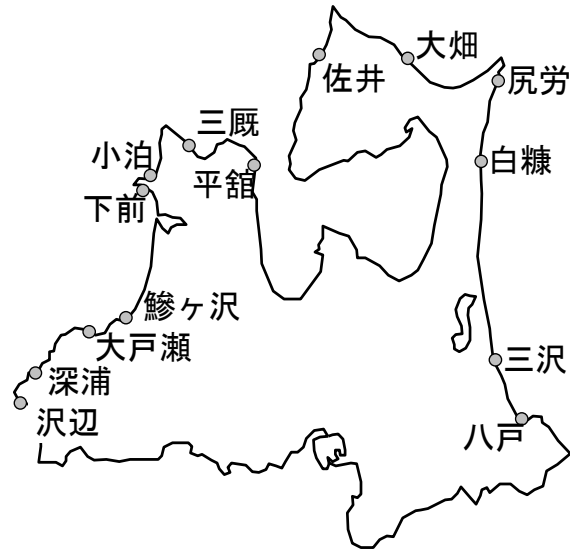 大畑
佐井
尻労
三厩
小泊
平舘
白糠
下前
鰺ヶ沢
大戸瀬
三沢
深浦
沢辺
八戸